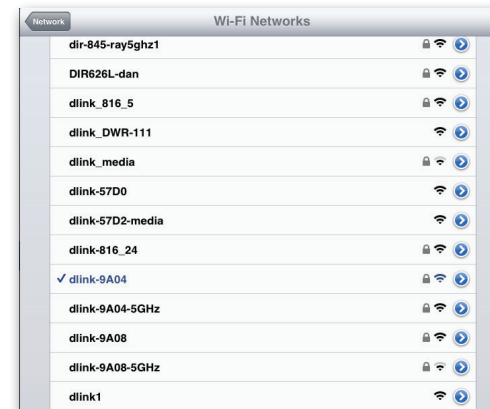 Network
Wi-Fi Networks
dir-845-ray5ghz1
DIR626L-dan
dlink_816_5
dlink_DWR-111
dlink_media
dlink-57D0
dlink-57D2-media
dlink-816_24
dlink-9A04
dlink-9A04-5GHz
dlink-9A08
dlink-9A08-5GHz
dlink1